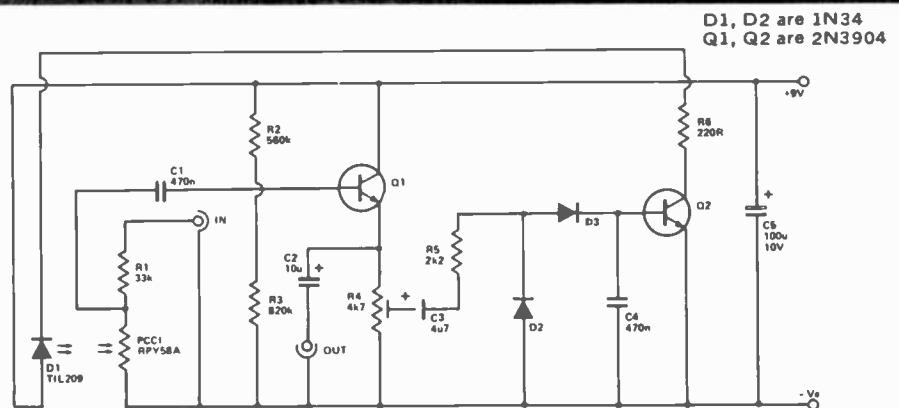 D1, D2 are 1N34
Q1, Q2 are 2N3904
+9V
R2
560k
R6
220R
C1
470n
Q1
IN
Q2
D3
C5
100u
10V
+
R5
2k2
C2
10u
+
R1
33k
R4
4k7
+
C3
4u7
R3
820k
C4
470n
D2
PCC1
RPY58A
OUT
D1
TIL209
- Ve